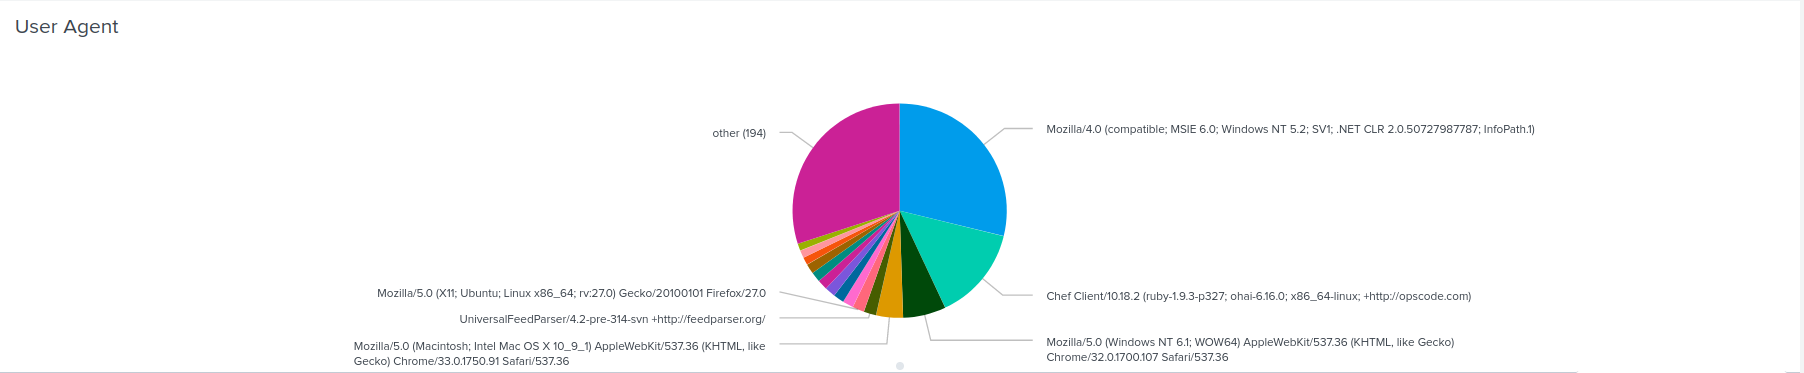 User Agent
other (194)
Mozilla/4.0 (compatible; MSIE 6.0; Windows NT 5.2; SV1; .NET CLR 2.0.50727987787; InfoPath.1)
Mozilla/5.0 (X11; Ubuntu; Linux x86_64; rv:27.0) Gecko/20100101 Firefox/27.0
Chef Client/10.18.2 (ruby-1.9.3-p327; ohai-6.16.0; x86_64-linux; +http://opscode.com)
UniversalFeedParser/4.2-pre-314-svn +http://feedparser.org/
Mozilla/5.0 (Macintosh; Intel Mac OS X 10_9_1) AppleWebKit/537.36 (KHTML, like
Gecko) Chrome/33.0.1750.91 Safari/537.36
Mozilla/5.0 (Windows NT 6.1; WOW64) AppleWebKit/537.36 (KHTML, like Gecko)
Chrome/32.0.1700.107 Safari/537.36